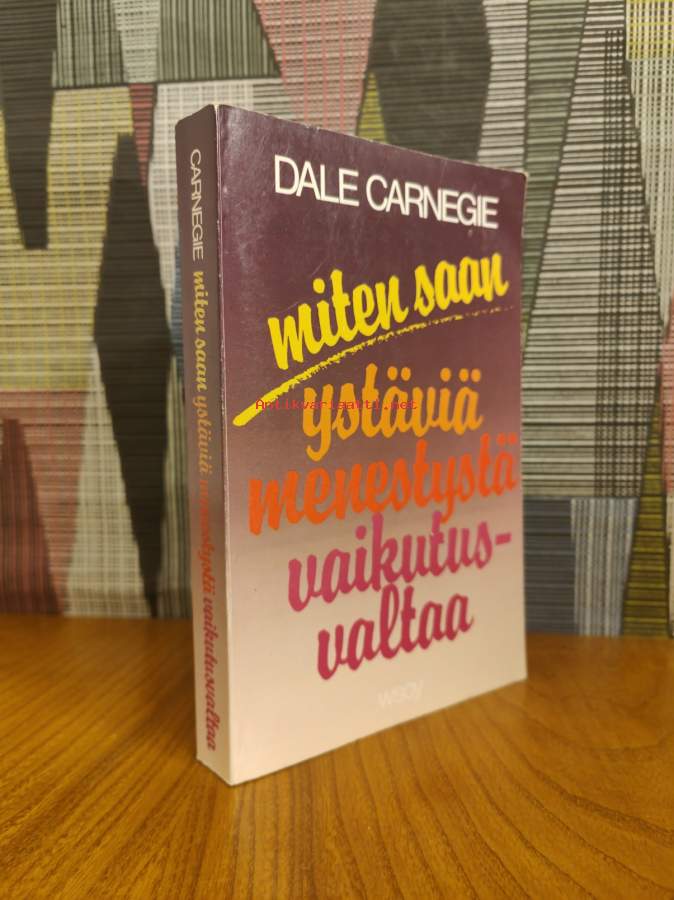 DALE CARNEGIE
miten saan
Antikvariaatti.net
ystäviä
menestystä
vaikutus-
valtaa
wsoy
CARNEGIE miten saan ystäviä menestystä vaikutusvaltaa